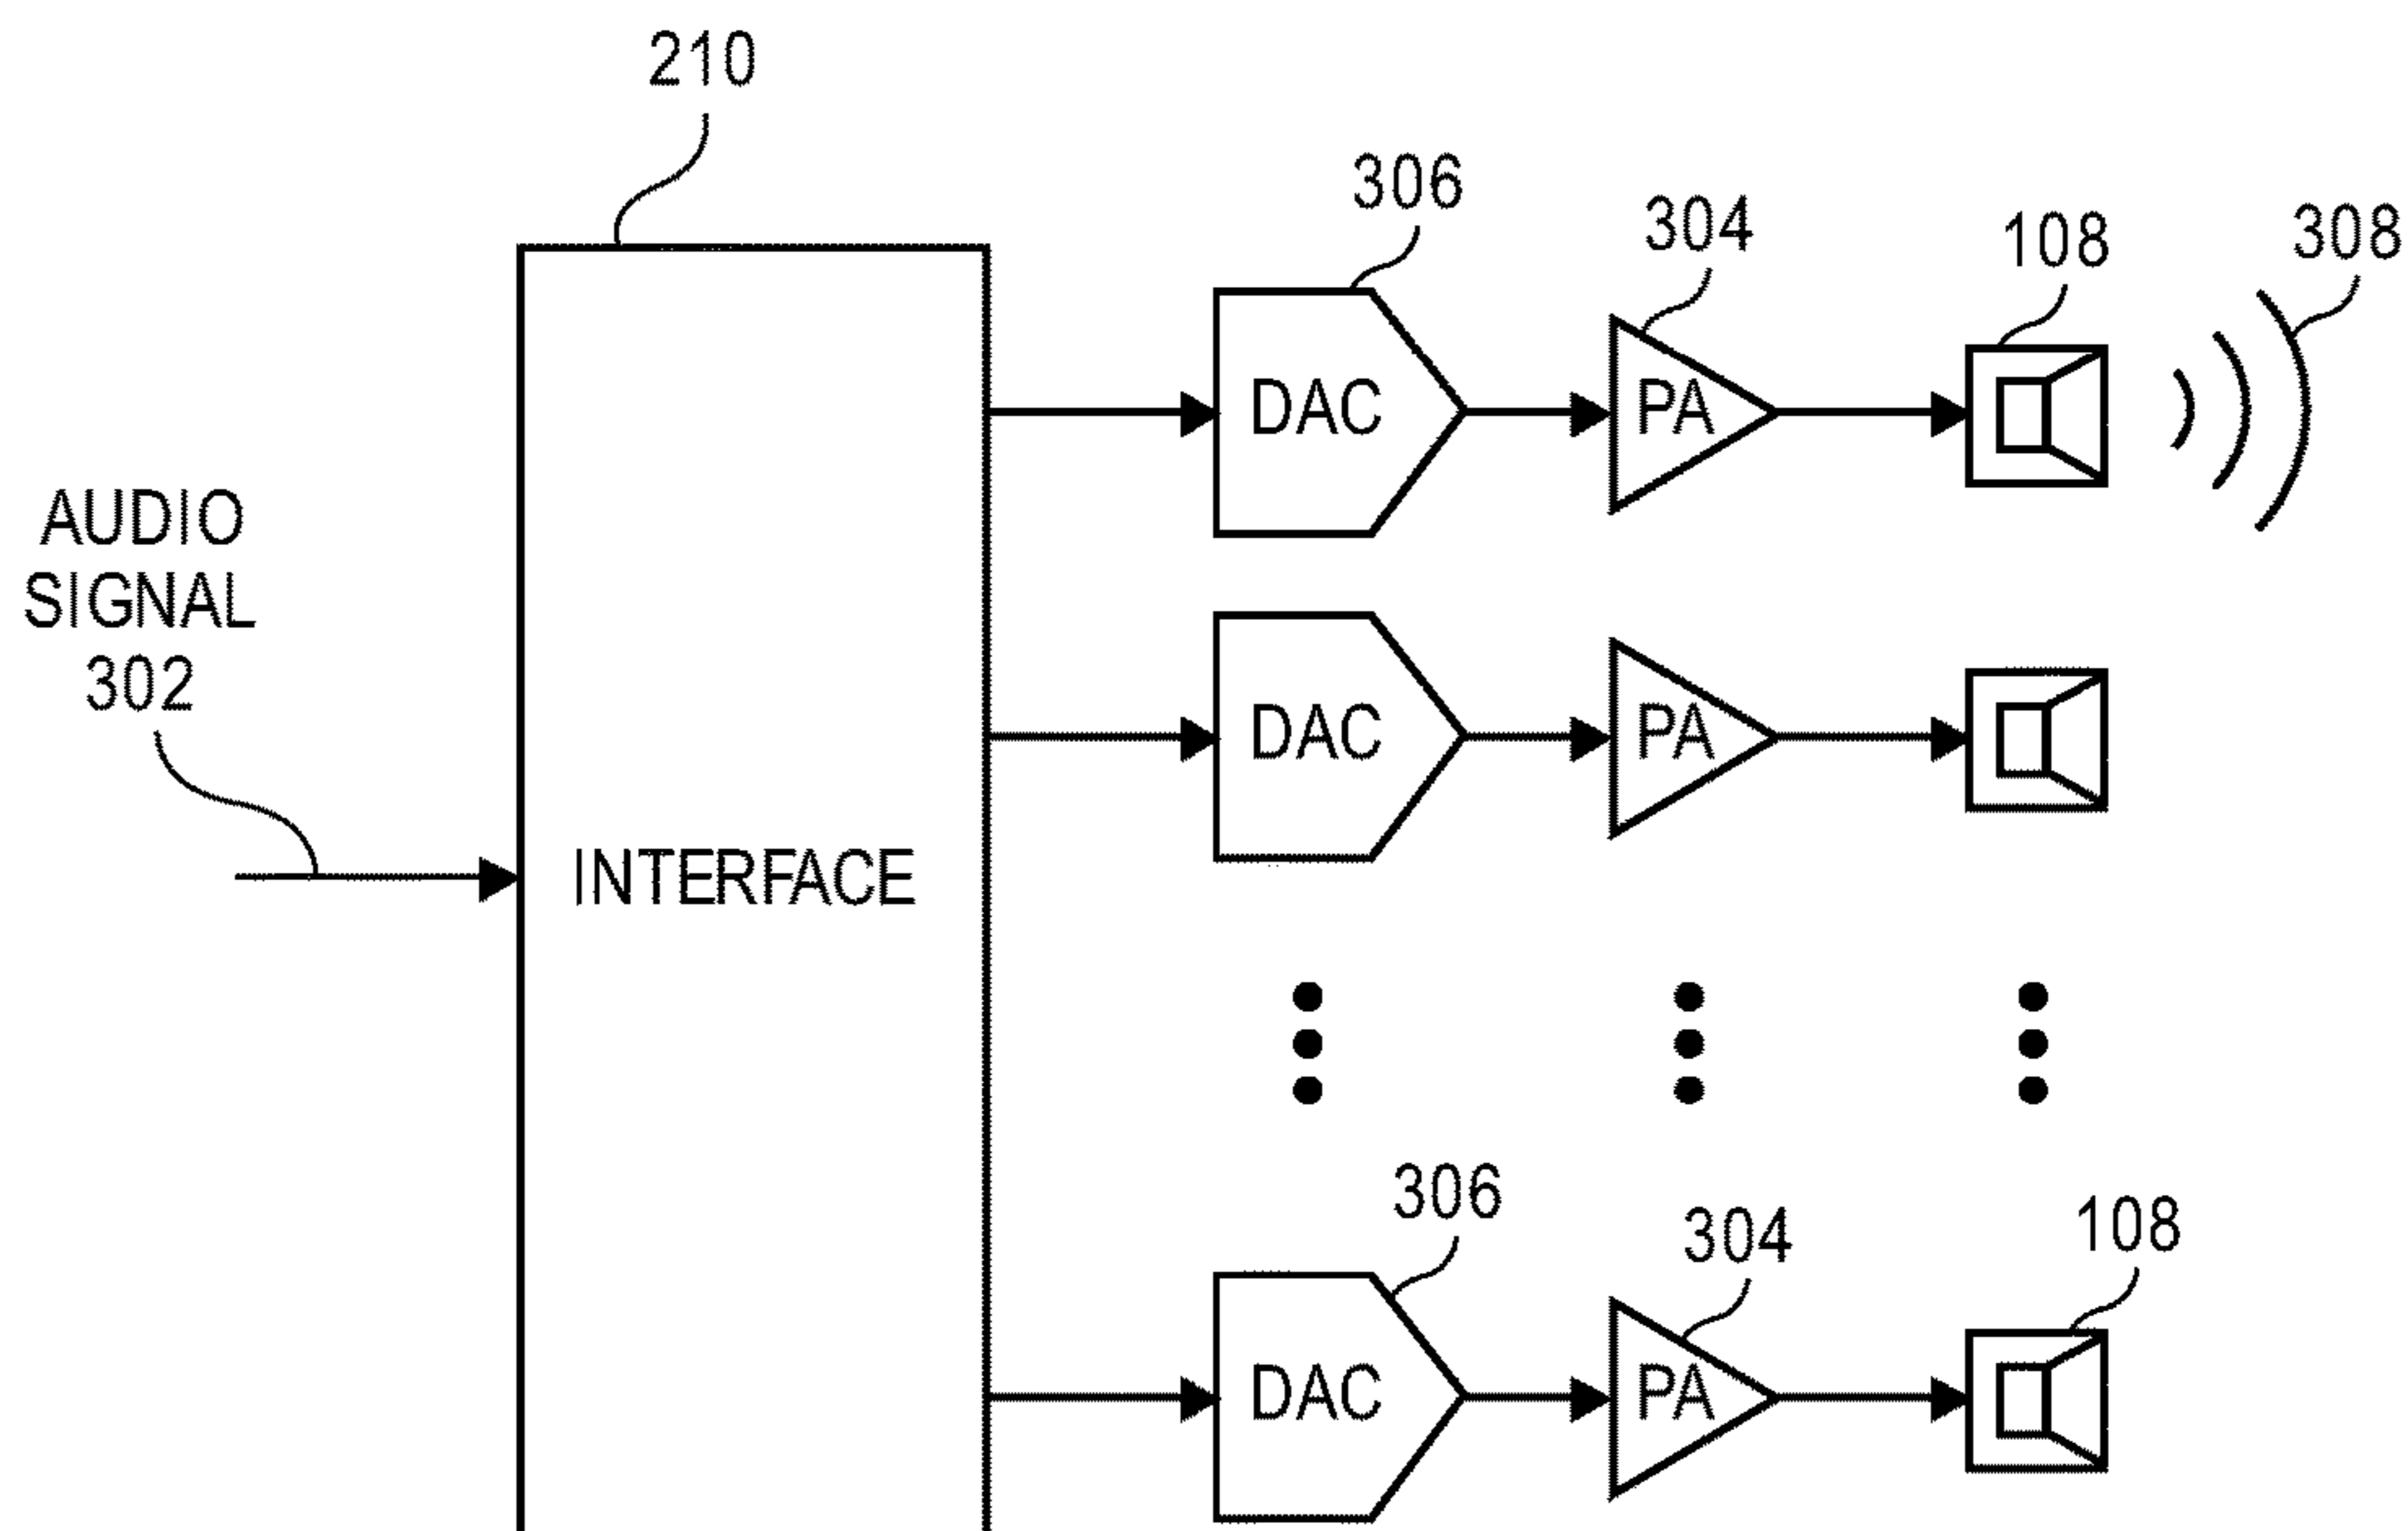 210
306
304
108
308
DAC
PA
AUDIO
SIGNAL
302
DAC
PA
INTERFACE
306
304
108
DAC
PA